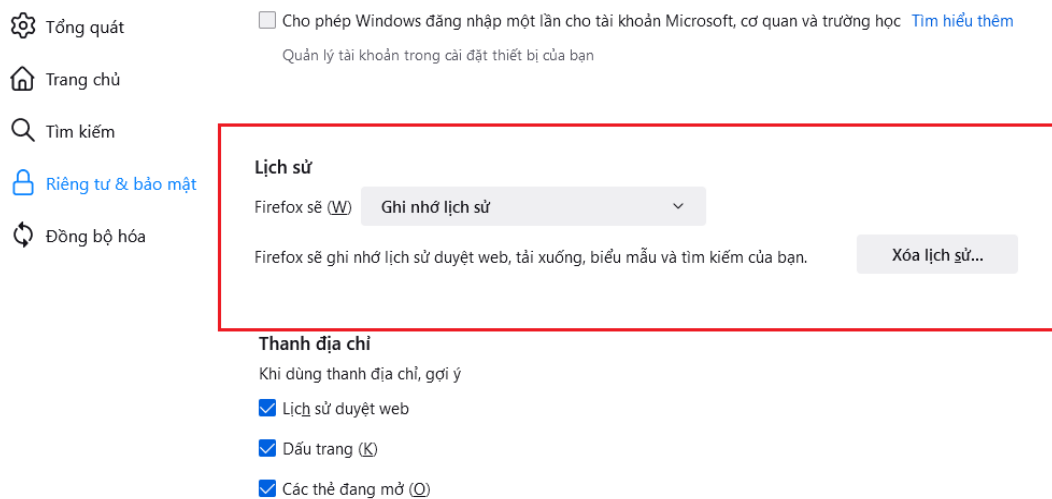 Tổng quát
Trang chủ
Tìm kiếm
Riêng tư & bảo mật
Đồng bộ hóa
Cho phép Windows đăng nhập một lần cho tài khoản Microsoft, cơ quan và trường học Tìm hiểu thêm
Quản lý tài khoản trong cài đặt thiết bị của bạn
Lịch sử
Firefox sẽ (W) Ghi nhớ lịch sử
Firefox sẽ ghi nhớ lịch sử duyệt web, tải xuống, biểu mẫu và tìm kiếm của bạn. Xóa lịch sử...
Thanh địa chỉ
Khi dùng thanh địa chỉ, gợi ý
Lịch sử duyệt web
Dấu trang (K)
Các thẻ đang mở (O)